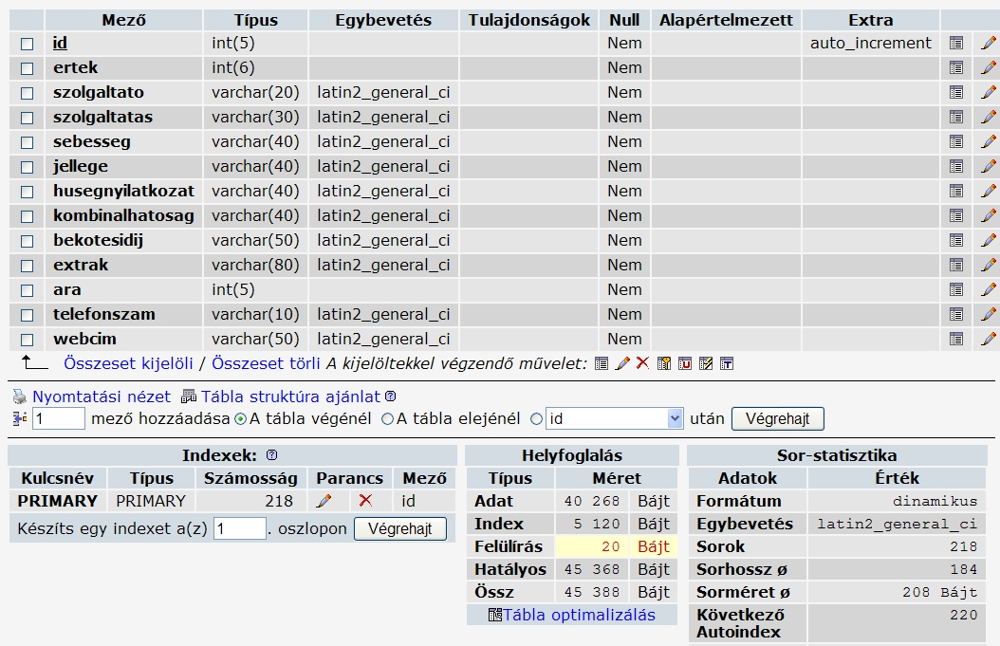 Mező Típus Egybevetés Tulajdonságok Null Alapértelmezett Extra
id int(5) Nem auto_increment
ertek int(6) Nem
szolgaltato varchar(20) latin2_general_ci Nem
szolgaltatas varchar(30) latin2_general_ci Nem
sebesseg varchar(40) latin2_general_ci Nem
jellege varchar(40) latin2_general_ci Nem
husegnyilatkozat varchar(40) latin2_general_ci Nem
kombinalhatosag varchar(40) latin2_general_ci Nem
bekotesidij varchar(50) latin2_general_ci Nem
extrak varchar(80) latin2_general_ci Nem
ara int(5) Nem
telefonszam varchar(10) latin2_general_ci Nem
webcim varchar(50) latin2_general_ci Nem
Összeset kijelöli / Összeset törli A kijelöltekkel végzendő művelet:
Nyomtatási nézet Tábla struktúra ajánlat
1 mező hozzáadása A tábla végénél A tábla elejénél id után Végrehajt
Indexek:
Kulcsnév Típus Számosság Parancs Mező
PRIMARY PRIMARY 218 id
Készíts egy indexet a(z) 1 . oszlopon Végrehajt
Helyfoglalás
Típus Méret
Adat 40 268 Bájt
Index 5 120 Bájt
Felülírás 20 Bájt
Hatályos 45 368 Bájt
Össz 45 388 Bájt
Tábla optimalizálás
Sor-statisztika
Adatok Érték
Formátum dinamikus
Egybevetés latin2_general_ci
Sorok 218
Sorhossz ø 184
Sorméret ø 208 Bájt
Következő Autoindex 220